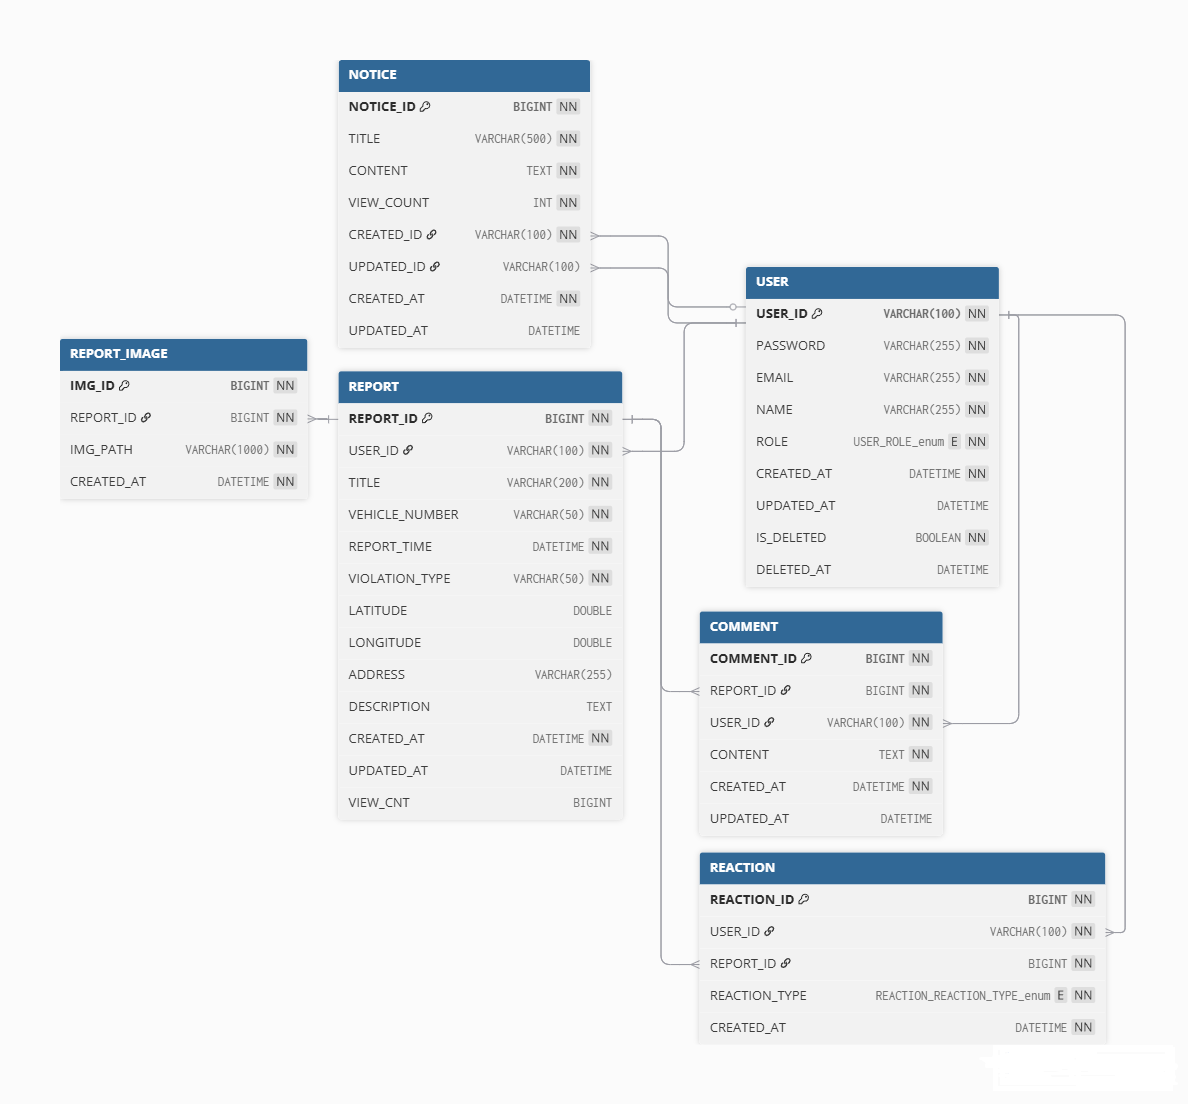 NOTICE
NOTICE_ID BIGINT NN
TITLE VARCHAR(500) NN
CONTENT TEXT NN
VIEW_COUNT INT NN
CREATED_ID VARCHAR(100) NN
UPDATED_ID VARCHAR(100)
CREATED_AT DATETIME NN
UPDATED_AT DATETIME
USER
USER_ID VARCHAR(100) NN
PASSWORD VARCHAR(255) NN
EMAIL VARCHAR(255) NN
NAME VARCHAR(255) NN
ROLE USER_ROLE_enum E NN
CREATED_AT DATETIME NN
UPDATED_AT DATETIME
IS_DELETED BOOLEAN NN
DELETED_AT DATETIME
REPORT_IMAGE
IMG_ID BIGINT NN
REPORT_ID BIGINT NN
IMG_PATH VARCHAR(1000) NN
CREATED_AT DATETIME NN
REPORT
REPORT_ID BIGINT NN
USER_ID VARCHAR(100) NN
TITLE VARCHAR(200) NN
VEHICLE_NUMBER VARCHAR(50) NN
REPORT_TIME DATETIME NN
VIOLATION_TYPE VARCHAR(50) NN
LATITUDE DOUBLE
LONGITUDE DOUBLE
ADDRESS VARCHAR(255)
DESCRIPTION TEXT
CREATED_AT DATETIME NN
UPDATED_AT DATETIME
VIEW_CNT BIGINT
COMMENT
COMMENT_ID BIGINT NN
REPORT_ID BIGINT NN
USER_ID VARCHAR(100) NN
CONTENT TEXT NN
CREATED_AT DATETIME NN
UPDATED_AT DATETIME
REACTION
REACTION_ID BIGINT NN
USER_ID VARCHAR(100) NN
REPORT_ID BIGINT NN
REACTION_TYPE REACTION_REACTION_TYPE_enum E NN
CREATED_AT DATETIME NN